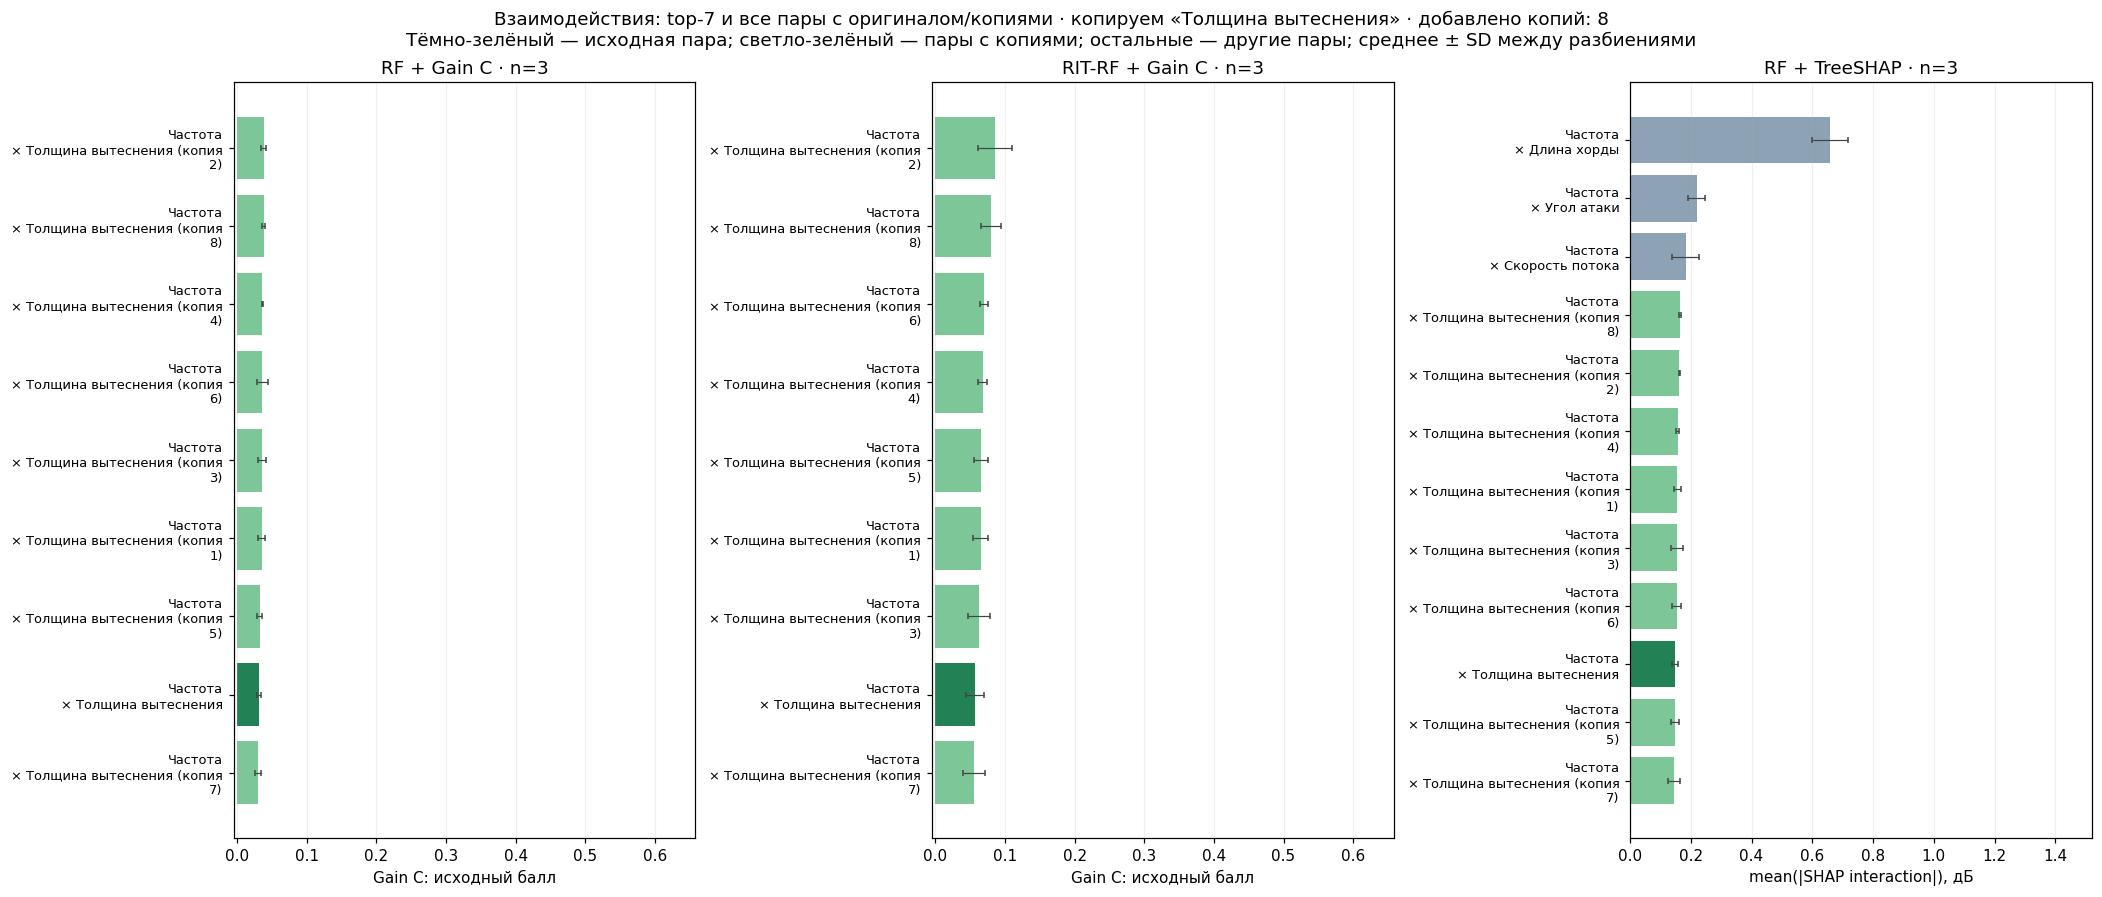 Взаимодействия: top-7 и все пары с оригиналом/копиями · копируем «Толщина вытеснения» · добавлено копий: 8
Тёмно-зелёный — исходная пара; светло-зелёный — пары с копиями; остальные — другие пары; среднее ± SD между разбиениями
RF + Gain C · n=3
Частота
× Толщина вытеснения (копия
2)
Частота
× Толщина вытеснения (копия
8)
Частота
× Толщина вытеснения (копия
4)
Частота
× Толщина вытеснения (копия
6)
Частота
× Толщина вытеснения (копия
3)
Частота
× Толщина вытеснения (копия
1)
Частота
× Толщина вытеснения (копия
5)
Частота
× Толщина вытеснения
Частота
× Толщина вытеснения (копия
7)
0.0 0.1 0.2 0.3 0.4 0.5 0.6
Gain C: исходный балл
RIT-RF + Gain C · n=3
Частота
× Толщина вытеснения (копия
2)
Частота
× Толщина вытеснения (копия
8)
Частота
× Толщина вытеснения (копия
6)
Частота
× Толщина вытеснения (копия
4)
Частота
× Толщина вытеснения (копия
5)
Частота
× Толщина вытеснения (копия
1)
Частота
× Толщина вытеснения (копия
3)
Частота
× Толщина вытеснения
Частота
× Толщина вытеснения (копия
7)
0.0 0.1 0.2 0.3 0.4 0.5 0.6
Gain C: исходный балл
RF + TreeSHAP · n=3
Частота
× Длина хорды
Частота
× Угол атаки
Частота
× Скорость потока
Частота
× Толщина вытеснения (копия
8)
Частота
× Толщина вытеснения (копия
2)
Частота
× Толщина вытеснения (копия
4)
Частота
× Толщина вытеснения (копия
1)
Частота
× Толщина вытеснения (копия
3)
Частота
× Толщина вытеснения (копия
6)
Частота
× Толщина вытеснения
Частота
× Толщина вытеснения (копия
5)
Частота
× Толщина вытеснения (копия
7)
0.0 0.2 0.4 0.6 0.8 1.0 1.2 1.4
mean(|SHAP interaction|), дБ